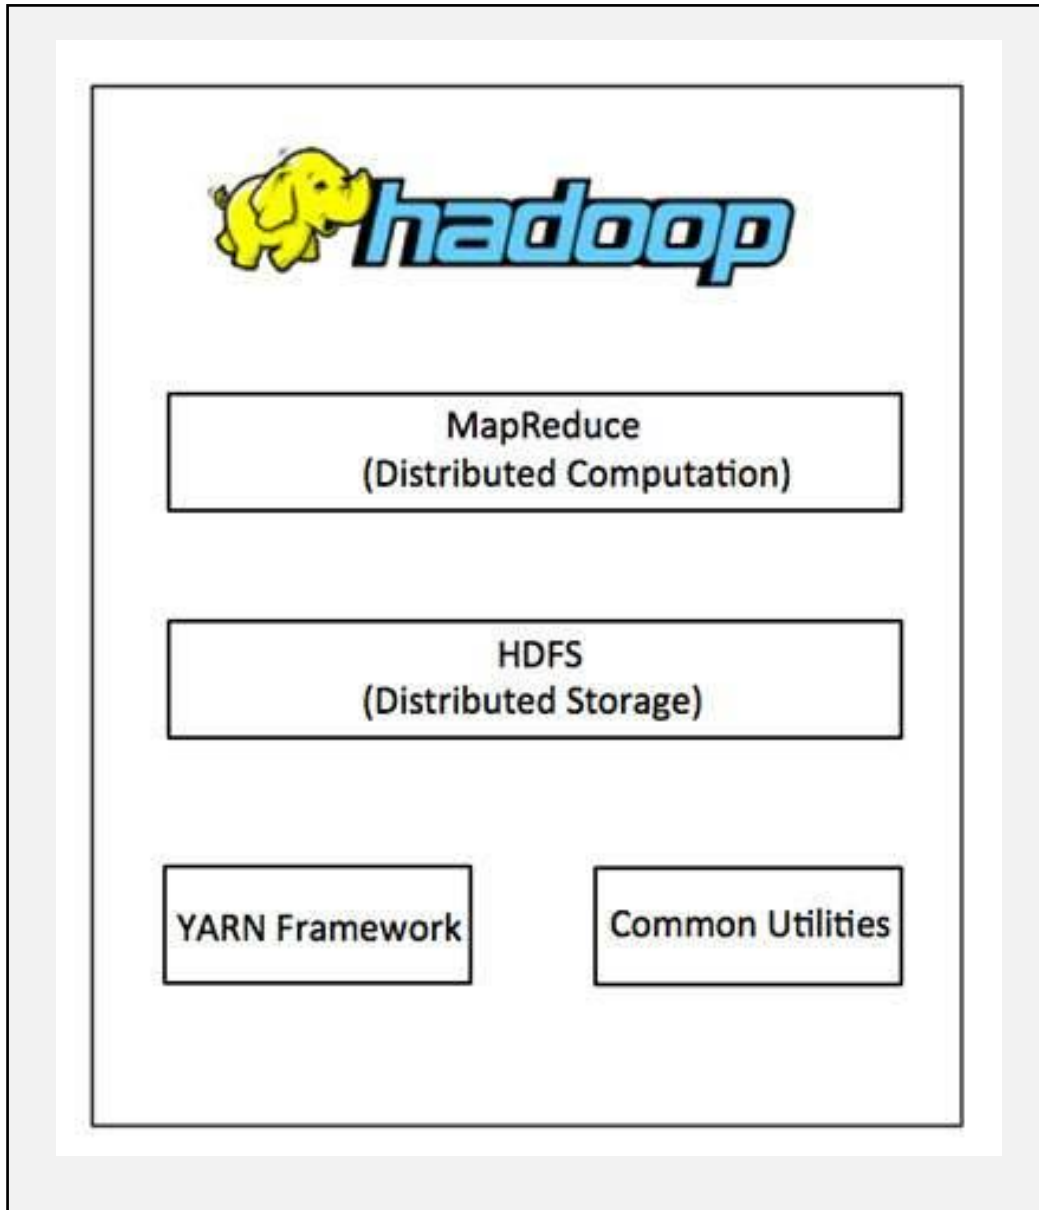 hadoop
MapReduce
(Distributed Computation)
HDFS
(Distributed Storage)
YARN Framework
Common Utilities